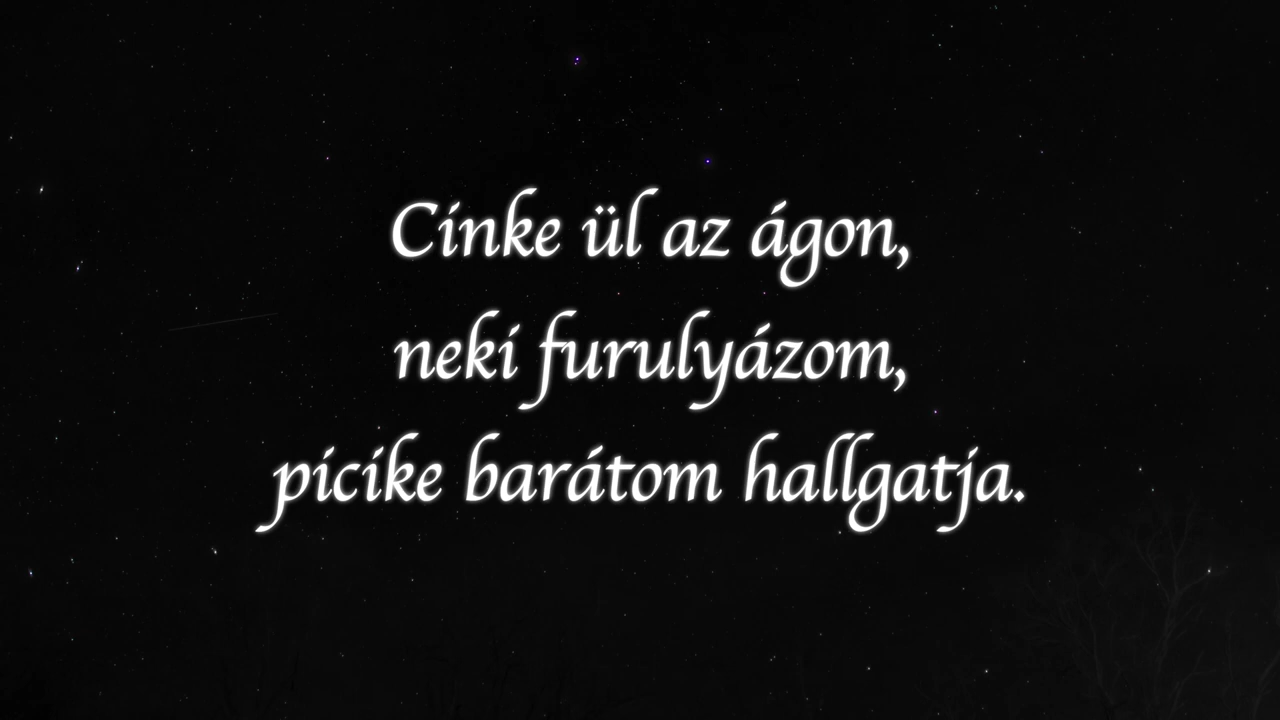 Cinke ül az ágon,
neki furulyázom,
picike barátom hallgatja.